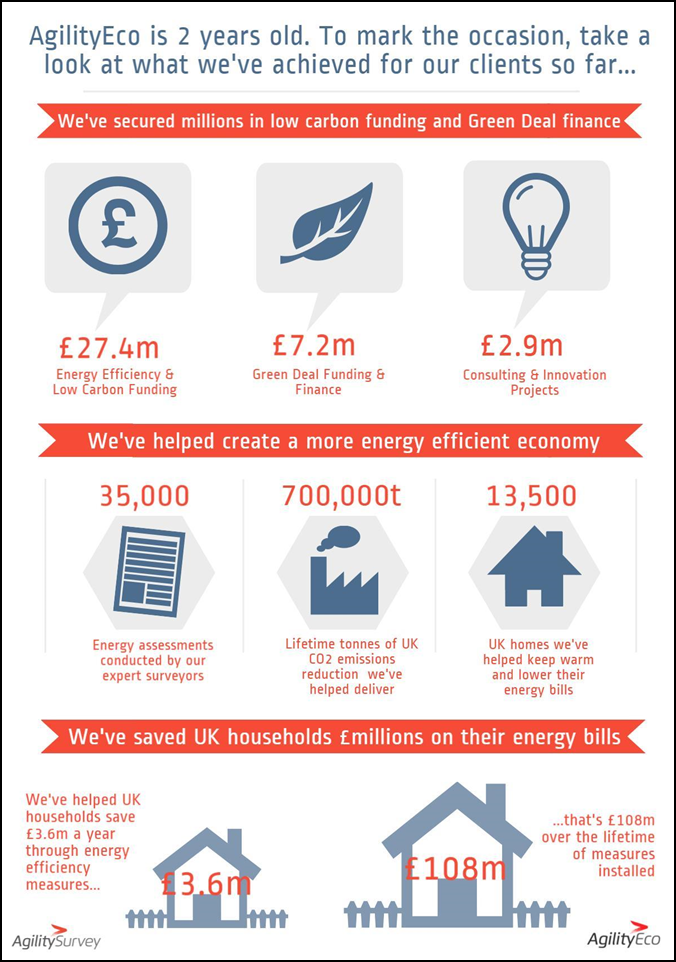 AgilityEco is 2 years old. To mark the occasion, take a
look at what we've achieved for our clients so far...
We've secured millions in low carbon funding and Green Deal finance
£
£27.4m
Energy Efficiency &
Low Carbon Funding
£7.2m
Green Deal Funding &
Finance
£2.9m
Consulting & Innovation
Projects
We've helped create a more energy efficient economy
35,000
Energy assessments
conducted by our
expert surveyors
700,000t
Lifetime tonnes of UK
CO2 emissions
reduction we've
helped deliver
13,500
UK homes we've
helped keep warm
and lower their
energy bills
We've saved UK households £millions on their energy bills
We've helped UK
households save
£3.6m a year
through energy
efficiency
measures...
£3.6m
£108m
...that's £108m
over the lifetime
of measures
installed
AgilitySurvey
AgilityEco